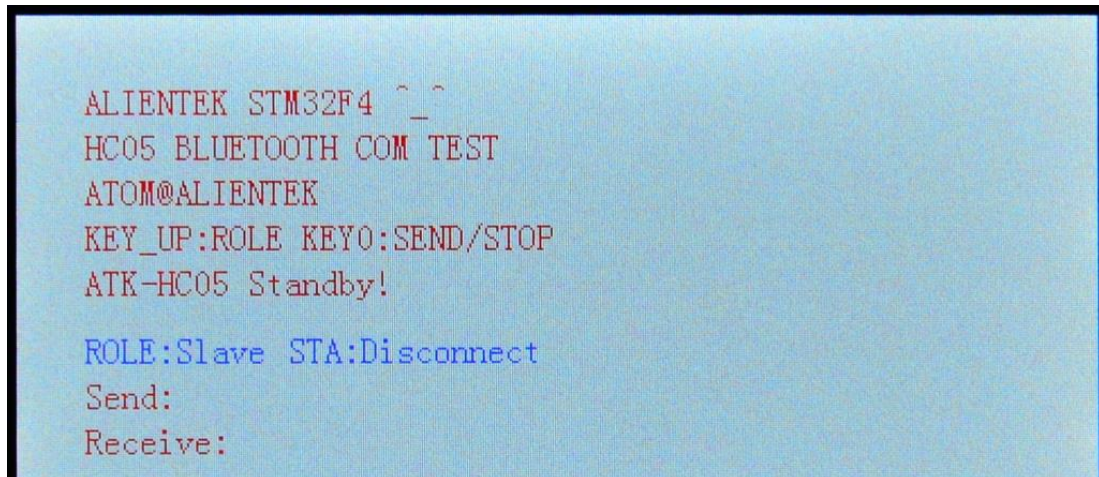 ALIENTEK STM32F4 ^_^
HC05 BLUETOOTH COM TEST
ATOM@ALIENTEK
KEY_UP:ROLE KEY0:SEND/STOP
ATK-HC05 Standby!
ROLE:Slave STA:Disconnect
Send:
Receive: